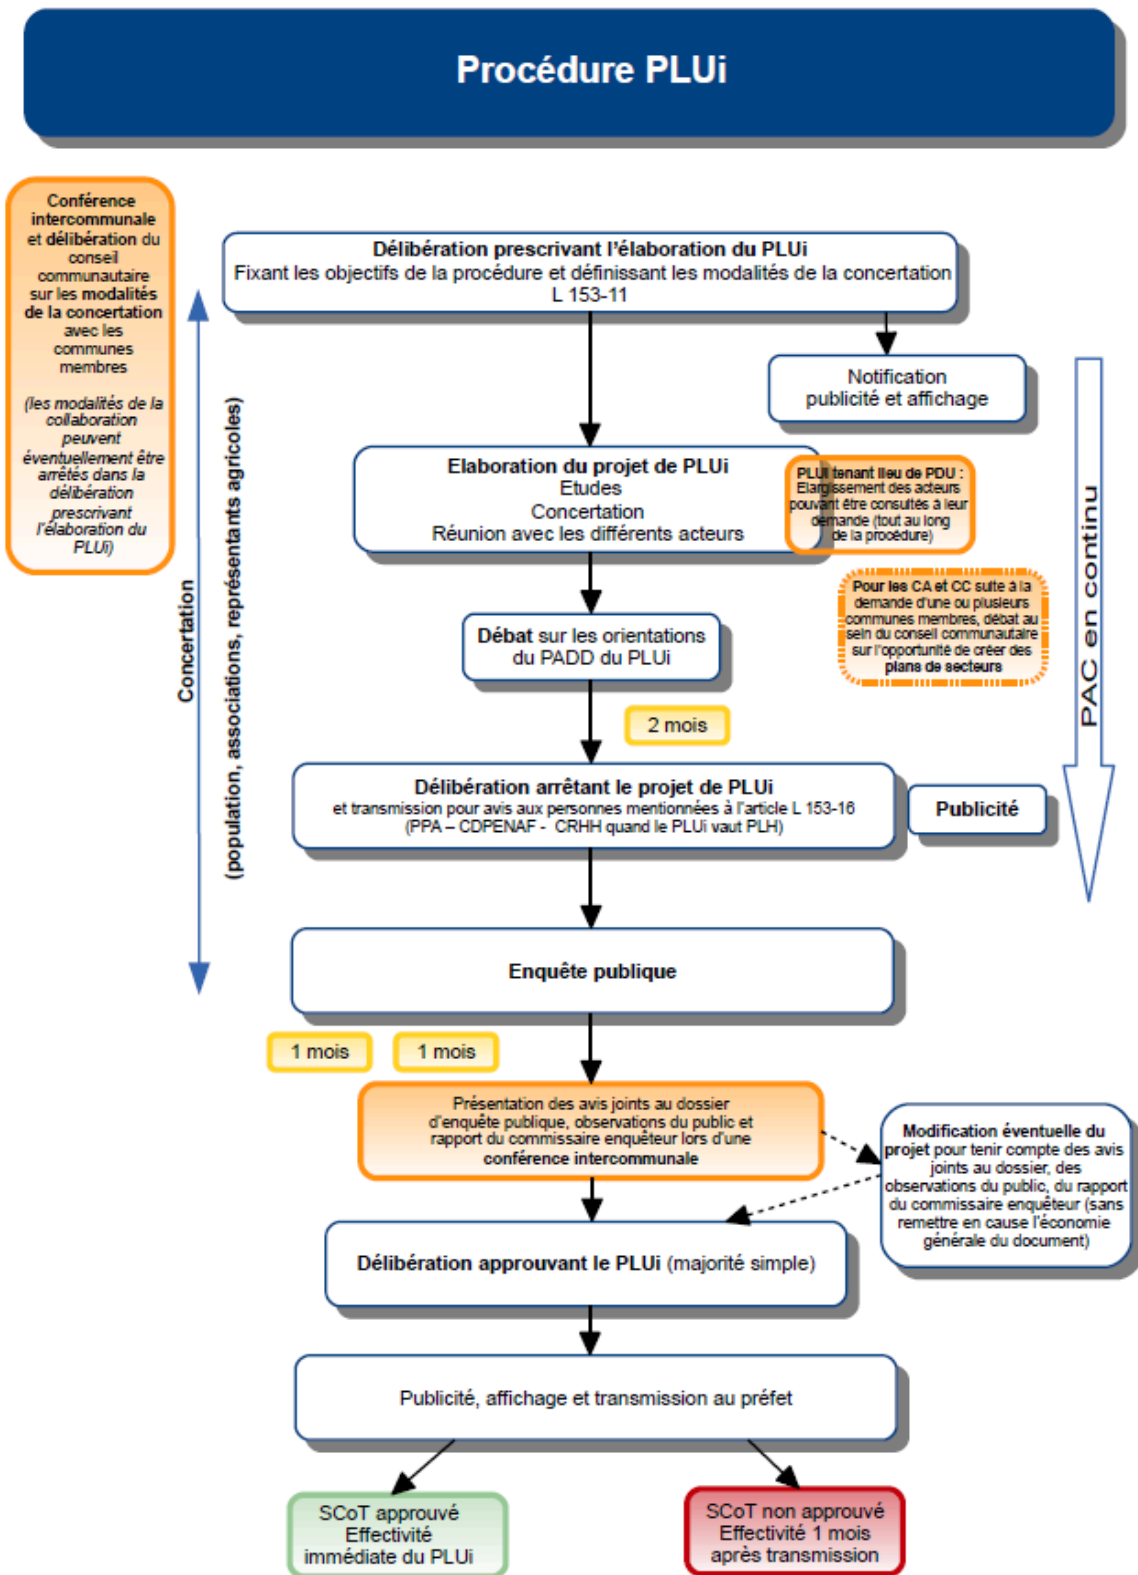 Procédure PLUi
Conférence
intercommunale
et délibération du
conseil
communautaire
sur les modalités
de la concertation
avec les
communes
membres
(les modalités de la
collaboration
peuvent
éventuellement être
arrêtés dans la
délibération
prescrivant
l'élaboration du
PLUi)
Délibération prescrivant l'élaboration du PLUi
Fixant les objectifs de la procédure et définissant les modalités de la concertation
L 153-11
Notification
publicité et affichage
Concertation
(population, associations, représentants agricoles)
PAC en continu
Elaboration du projet de PLUi
Etudes
Concertation
Réunion avec les différents acteurs
PLUi tenant lieu de PDU :
Elargissement des acteurs
pouvant être consultés à leur
demande (tout au long
de la procédure)
Pour les CA et CC suite à la
demande d'une ou plusieurs
communes membres, débat au
sein du conseil communautaire
sur l'opportunité de créer des
plans de secteurs
Débat sur les orientations
du PADD du PLUi
2 mois
Délibération arrêtant le projet de PLUi
et transmission pour avis aux personnes mentionnées à l'article L 153-16
(PPA – CDPENAF - CRHH quand le PLUi vaut PLH)
Publicité
Enquête publique
1 mois
1 mois
Présentation des avis joints au dossier
d'enquête publique, observations du public et
rapport du commissaire enquêteur lors d'une
conférence intercommunale
Modification éventuelle du
projet pour tenir compte des avis
joints au dossier, des
observations du public, du rapport
du commissaire enquêteur (sans
remettre en cause l'économie
générale du document)
Délibération approuvant le PLUi (majorité simple)
Publicité, affichage et transmission au préfet
SCoT approuvé
Effectivité
immédiate du PLUi
SCoT non approuvé
Effectivité 1 mois
après transmission